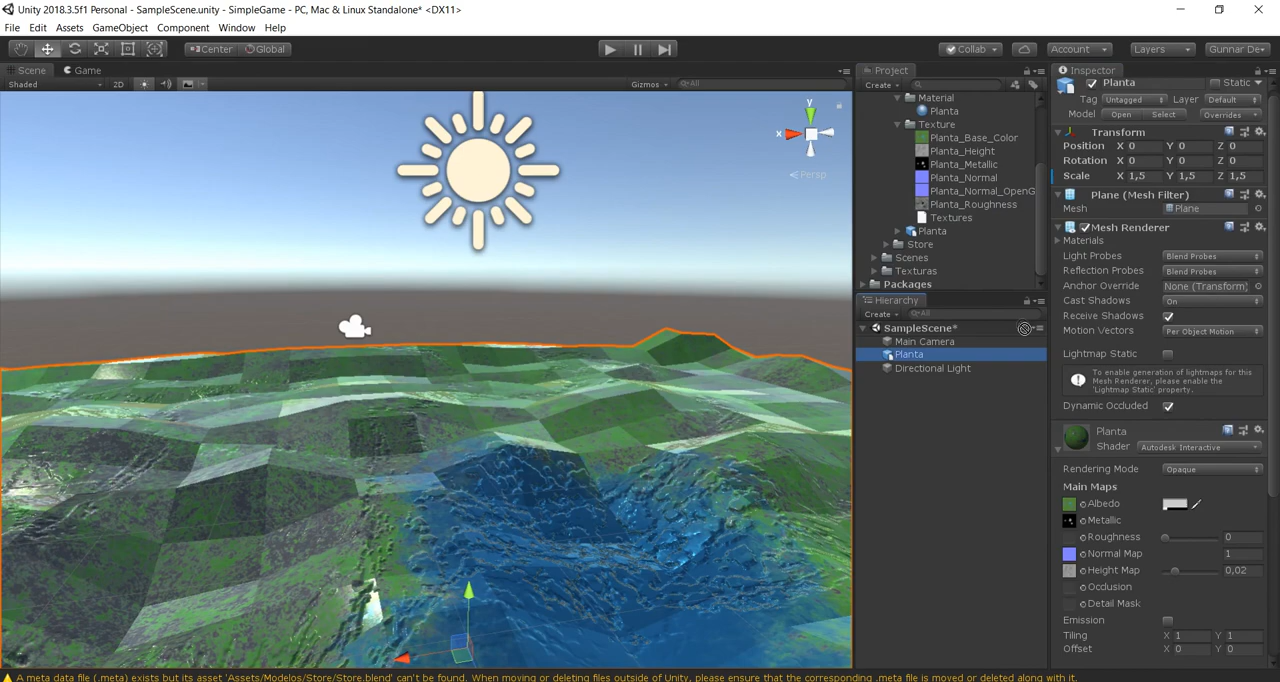 Unity 2018.3.5f1 Personal - SampleScene.unity - SimpleGame - PC, Mac & Linux Standalone* <DX11>
File Edit Assets GameObject Component Window Help
Center Global Collab Account Layers Gunnar De
Scene Game
Shaded 2D Gizmos All
y
x
Persp
Project
Create
Material
Planta
Texture
Planta_Base_Color
Planta_Height
Planta_Metallic
Planta_Normal
Planta_Normal_OpenG
Planta_Roughness
Textures
Planta
Store
Scenes
Texturas
Packages
Hierarchy
Create All
SampleScene*
Main Camera
Planta
Directional Light
Inspector
Planta Static
Tag Untagged Layer Default
Model Open Select Overrides
Transform
Position X 0 Y 0 Z 0
Rotation X 0 Y 0 Z 0
Scale X 1,5 Y 1,5 Z 1,5
Plane (Mesh Filter)
Mesh Plane
Mesh Renderer
Materials
Light Probes Blend Probes
Reflection Probes Blend Probes
Anchor Override None (Transform)
Cast Shadows On
Receive Shadows
Motion Vectors Per Object Motion
Lightmap Static
To enable generation of lightmaps for this
Mesh Renderer, please enable the
'Lightmap Static' property.
Dynamic Occluded
Planta
Shader Autodesk Interactive
Rendering Mode Opaque
Main Maps
Albedo
Metallic
Roughness 0
Normal Map 1
Height Map 0,02
Occlusion
Detail Mask
Emission
Tiling X 1 Y 1
Offset X 0 Y 0
A meta data file (.meta) exists but its asset 'Assets/Modelos/Store/Store.blend' can't be found. When moving or deleting files outside of Unity, please ensure that the corresponding .meta file is moved or deleted along with it.